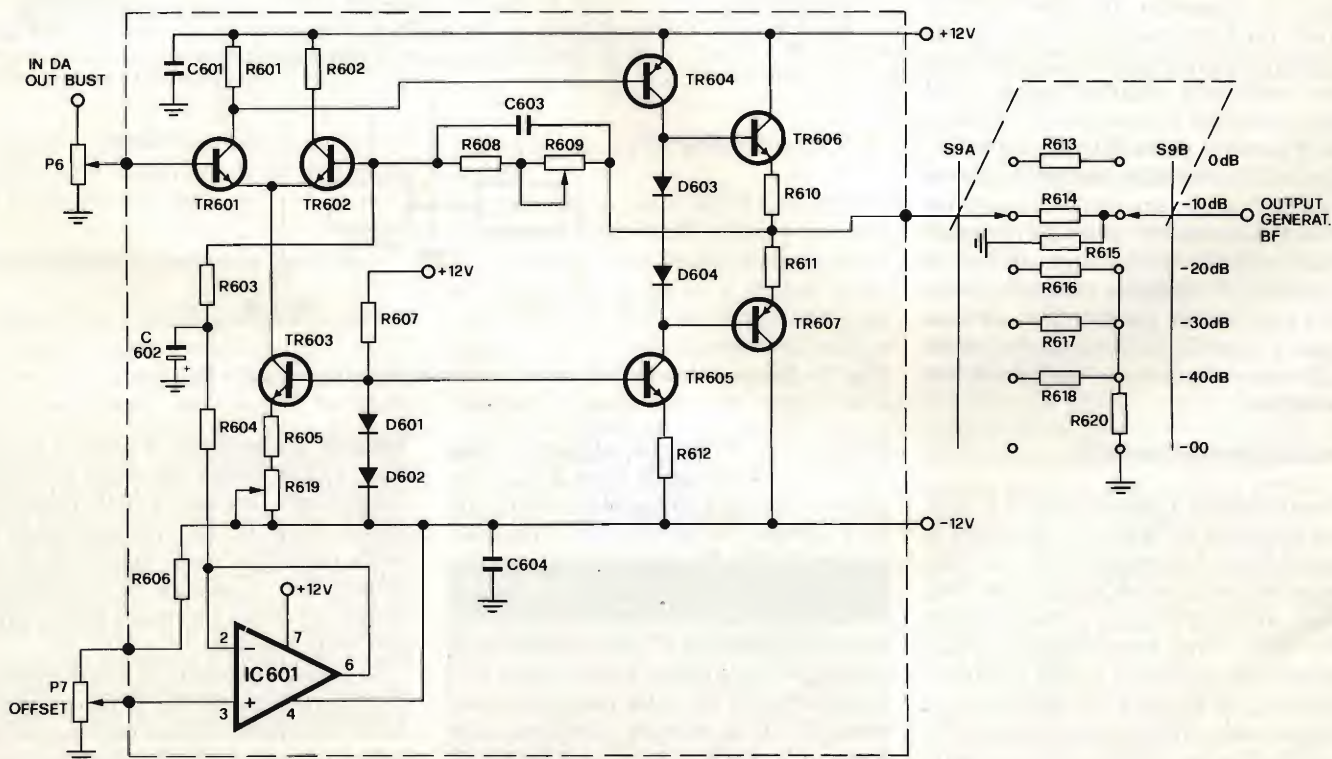 IN DA
OUT BUST
P6
C601
R601
R602
TR601
TR602
C603
R608
R609
TR604
TR606
D603
R610
+12V
S9A
R613
S9B
0dB
R614
-10dB
OUTPUT
GENERAT.
BF
R615
-20dB
R616
-30dB
R617
-40dB
R618
R620
-00
R603
C
602
+
R604
TR603
+12V
R607
D604
R611
TR607
TR605
D601
R605
D602
R612
R619
-12V
R606
C604
+12V
2
-
7
IC601
6
+
3
4
P7
OFFSET